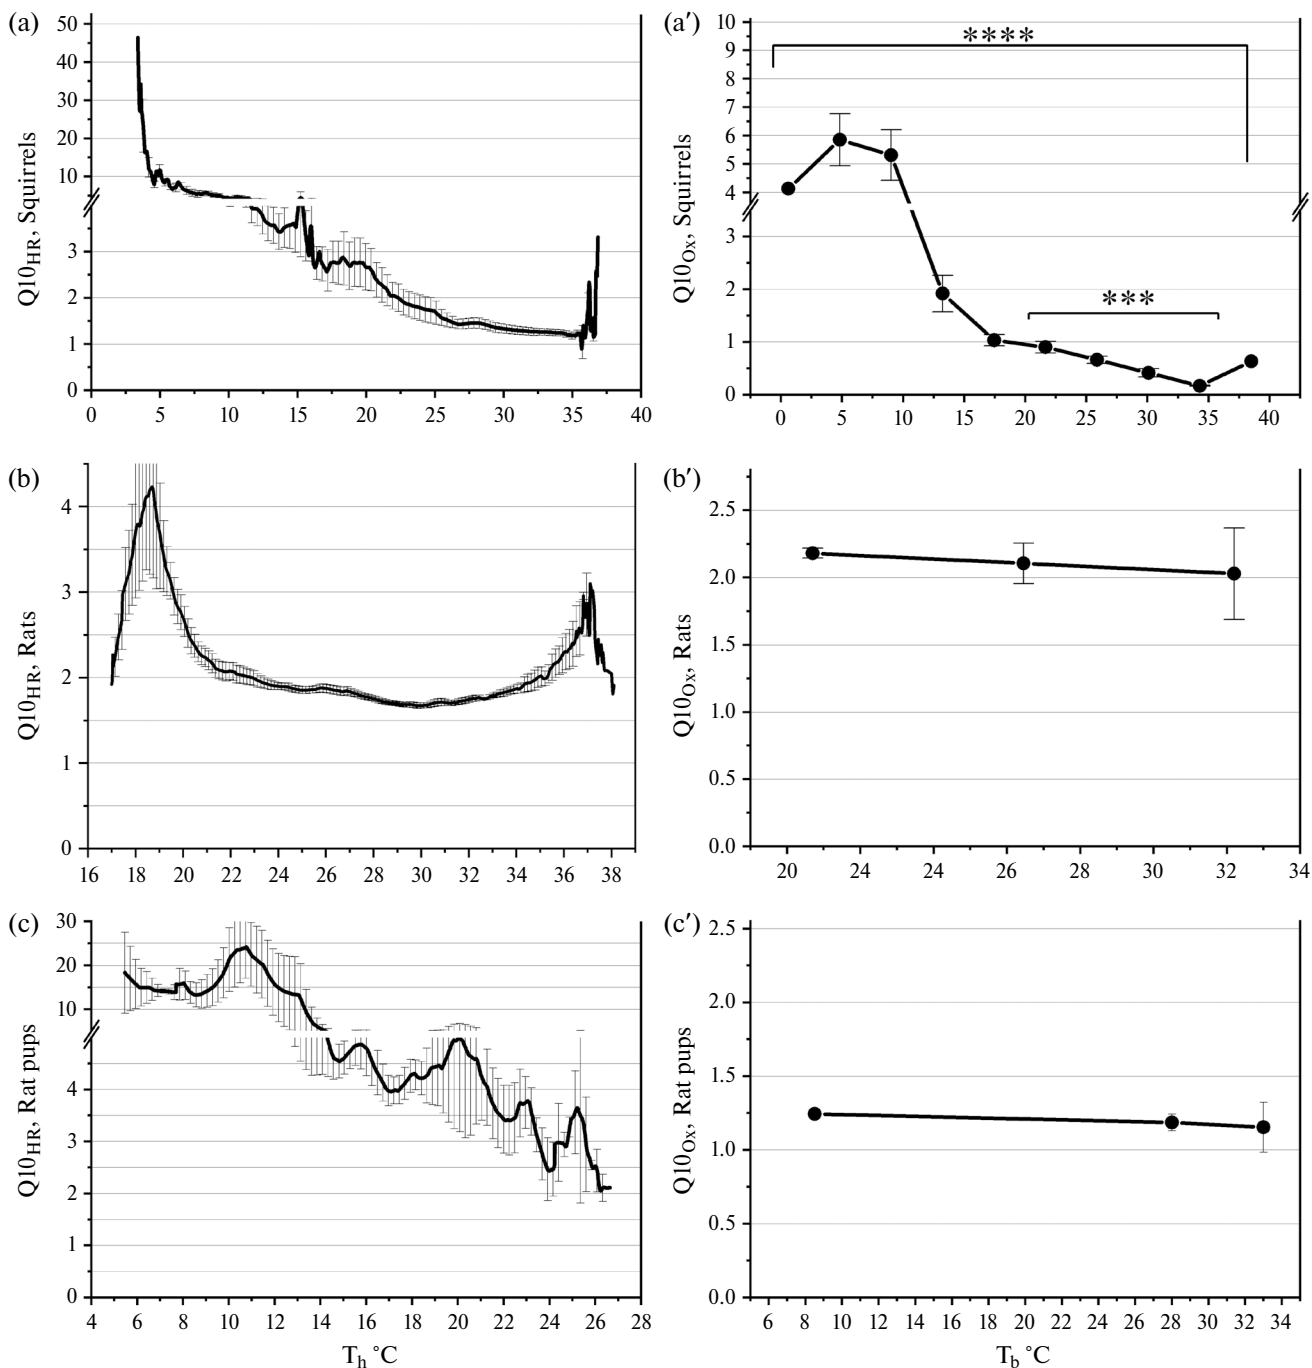 (a)
Q10HR, Squirrels
50
40
30
20
10
3
2
1
0
0 5 10 15 20 25 30 35 40
(a′)
Q10Ox, Squirrels
10
9
8
7
6
5
4
3
2
1
0
****
***
0 5 10 15 20 25 30 35 40
(b)
Q10HR, Rats
4
3
2
1
0
16 18 20 22 24 26 28 30 32 34 36 38
(b′)
Q10Ox, Rats
2.5
2.0
1.5
1.0
0.5
0.0
20 24 24 26 28 30 32 34
(c)
Q10HR, Rat pups
30
20
10
4
3
2
1
0
4 6 8 10 12 14 16 18 20 22 24 26 28
Th °C
(c′)
Q10Ox, Rat pups
2.5
2.0
1.5
1.0
0.5
0.0
6 8 10 12 14 16 18 20 22 24 26 28 30 32 34
Tb °C